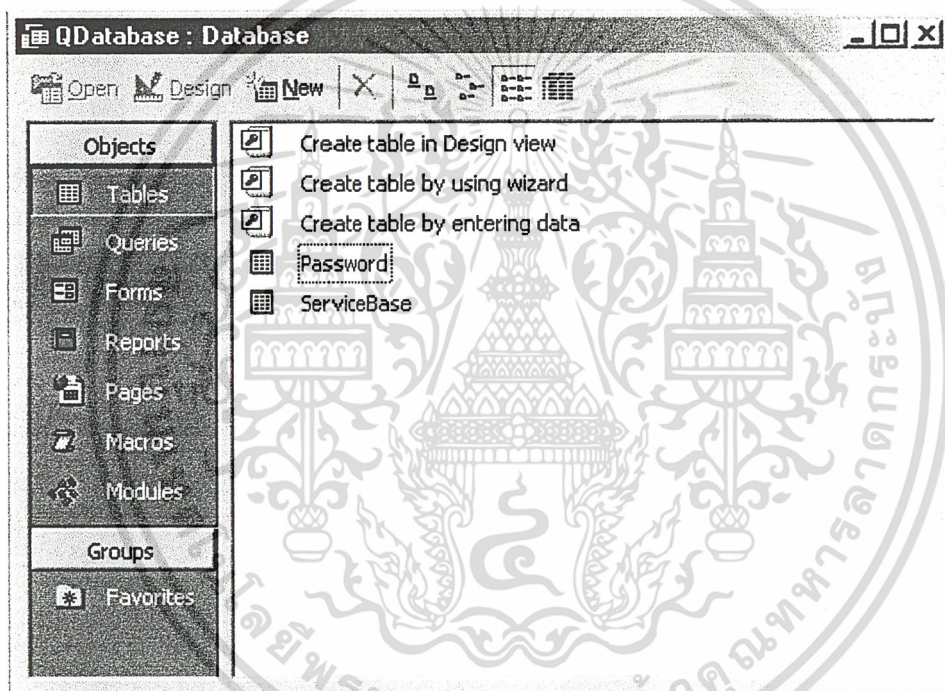 QDatabase : Database
Open Design New
Objects
Tables
Queries
Forms
Reports
Pages
Macros
Modules
Groups
Favorites
Create table in Design view
Create table by using wizard
Create table by entering data
Password
ServiceBase